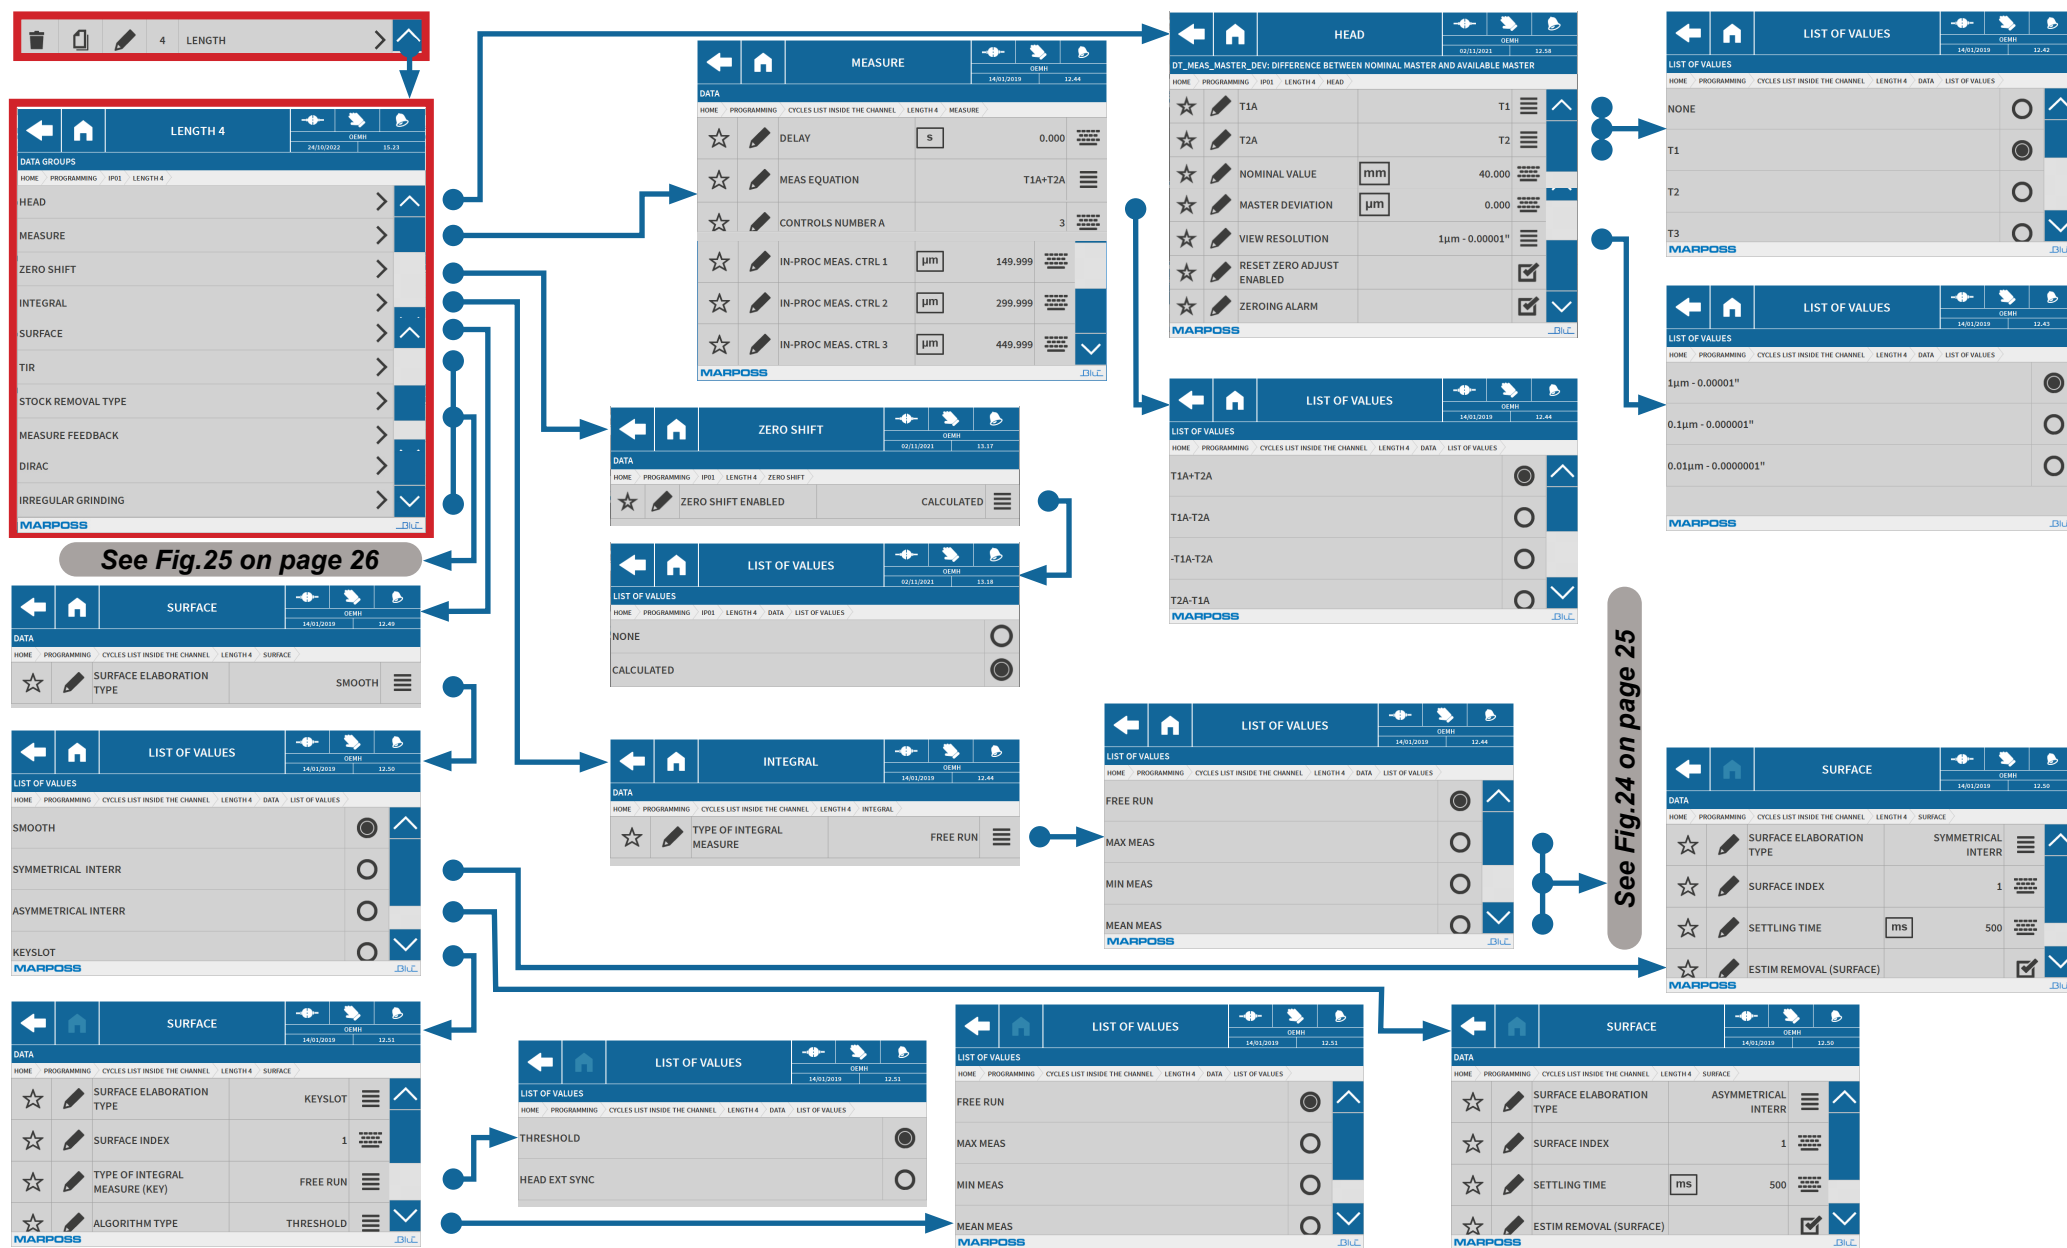 4 LENGTH
LENGTH 4
OEMH
24/10/2022 15.23
DATA GROUPS
HOME PROGRAMMING IP01 LENGTH 4
HEAD
MEASURE
ZERO SHIFT
INTEGRAL
SURFACE
TIR
STOCK REMOVAL TYPE
MEASURE FEEDBACK
DIRAC
IRREGULAR GRINDING
MARPOSS
BLÚ
See Fig.25 on page 26
MEASURE
OEMH
14/01/2019 12.44
DATA
HOME PROGRAMMING CYCLES LIST INSIDE THE CHANNEL LENGTH 4 MEASURE
DELAY s 0.000
MEAS EQUATION T1A+T2A
CONTROLS NUMBER A 3
IN-PROC MEAS. CTRL 1 µm 149.999
IN-PROC MEAS. CTRL 2 µm 299.999
IN-PROC MEAS. CTRL 3 µm 449.999
MARPOSS
BLÚ
HEAD
OEMH
02/11/2021 12.58
DT_MEAS_MASTER_DEV: DIFFERENCE BETWEEN NOMINAL MASTER AND AVAILABLE MASTER
HOME PROGRAMMING IP01 LENGTH 4 HEAD
T1A T1
T2A T2
NOMINAL VALUE mm 40.000
MASTER DEVIATION µm 0.000
VIEW RESOLUTION 1µm - 0.00001"
RESET ZERO ADJUST
ENABLED
ZEROING ALARM
MARPOSS
BLÚ
LIST OF VALUES
OEMH
14/01/2019 12.42
LIST OF VALUES
HOME PROGRAMMING CYCLES LIST INSIDE THE CHANNEL LENGTH 4 DATA LIST OF VALUES
NONE
T1
T2
T3
MARPOSS
BLÚ
LIST OF VALUES
OEMH
14/01/2019 12.43
LIST OF VALUES
HOME PROGRAMMING CYCLES LIST INSIDE THE CHANNEL LENGTH 4 DATA LIST OF VALUES
1µm - 0.00001"
0.1µm - 0.000001"
0.01µm - 0.0000001"
MARPOSS
BLÚ
ZERO SHIFT
OEMH
02/11/2021 13.17
DATA
HOME PROGRAMMING IP01 LENGTH 4 ZERO SHIFT
ZERO SHIFT ENABLED CALCULATED
LIST OF VALUES
OEMH
02/11/2021 13.18
LIST OF VALUES
HOME PROGRAMMING IP01 LENGTH 4 DATA LIST OF VALUES
NONE
CALCULATED
LIST OF VALUES
OEMH
14/01/2019 12.44
LIST OF VALUES
HOME PROGRAMMING CYCLES LIST INSIDE THE CHANNEL LENGTH 4 DATA LIST OF VALUES
T1A+T2A
T1A-T2A
-T1A-T2A
T2A-T1A
MARPOSS
BLÚ
SURFACE
OEMH
14/01/2019 12.49
DATA
HOME PROGRAMMING CYCLES LIST INSIDE THE CHANNEL LENGTH 4 SURFACE
SURFACE ELABORATION
TYPE SMOOTH
LIST OF VALUES
OEMH
14/01/2019 12.50
LIST OF VALUES
HOME PROGRAMMING CYCLES LIST INSIDE THE CHANNEL LENGTH 4 DATA LIST OF VALUES
SMOOTH
SYMMETRICAL INTERR
ASYMMETRICAL INTERR
KEYSLOT
MARPOSS
BLÚ
INTEGRAL
OEMH
14/01/2019 12.44
DATA
HOME PROGRAMMING CYCLES LIST INSIDE THE CHANNEL LENGTH 4 INTEGRAL
TYPE OF INTEGRAL
MEASURE FREE RUN
LIST OF VALUES
OEMH
14/01/2019 12.44
LIST OF VALUES
HOME PROGRAMMING CYCLES LIST INSIDE THE CHANNEL LENGTH 4 DATA LIST OF VALUES
FREE RUN
MAX MEAS
MIN MEAS
MEAN MEAS
MARPOSS
BLÚ
See Fig.24 on page 25
SURFACE
OEMH
14/01/2019 12.50
DATA
HOME PROGRAMMING CYCLES LIST INSIDE THE CHANNEL LENGTH 4 SURFACE
SURFACE ELABORATION
TYPE
SYMMETRICAL
INTERR
SURFACE INDEX 1
SETTLING TIME ms 500
ESTIM REMOVAL (SURFACE)
MARPOSS
BLÚ
SURFACE
OEMH
14/01/2019 12.51
DATA
HOME PROGRAMMING CYCLES LIST INSIDE THE CHANNEL LENGTH 4 SURFACE
SURFACE ELABORATION
TYPE KEYSLOT
SURFACE INDEX 1
TYPE OF INTEGRAL
MEASURE (KEY) FREE RUN
ALGORITHM TYPE THRESHOLD
MARPOSS
BLÚ
LIST OF VALUES
OEMH
14/01/2019 12.51
LIST OF VALUES
HOME PROGRAMMING CYCLES LIST INSIDE THE CHANNEL LENGTH 4 DATA LIST OF VALUES
THRESHOLD
HEAD EXT SYNC
LIST OF VALUES
OEMH
14/01/2019 12.51
LIST OF VALUES
HOME PROGRAMMING CYCLES LIST INSIDE THE CHANNEL LENGTH 4 DATA LIST OF VALUES
FREE RUN
MAX MEAS
MIN MEAS
MEAN MEAS
MARPOSS
BLÚ
SURFACE
OEMH
14/01/2019 12.50
DATA
HOME PROGRAMMING CYCLES LIST INSIDE THE CHANNEL LENGTH 4 SURFACE
SURFACE ELABORATION
TYPE
ASYMMETRICAL
INTERR
SURFACE INDEX 1
SETTLING TIME ms 500
ESTIM REMOVAL (SURFACE)
MARPOSS
BLÚ